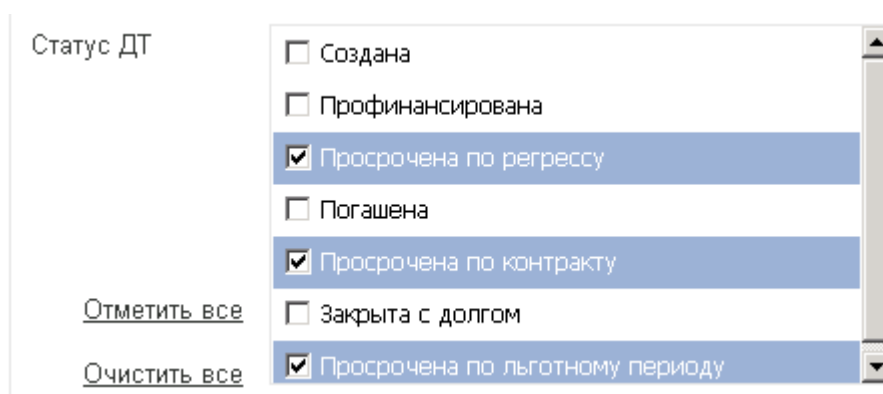 Статус ДТ
Создана
Профинансирована
Просрочена по регрессу
Погашена
Просрочена по контракту
Отметить все
Закрыта с долгом
Очистить все
Просрочена по льготному периоду